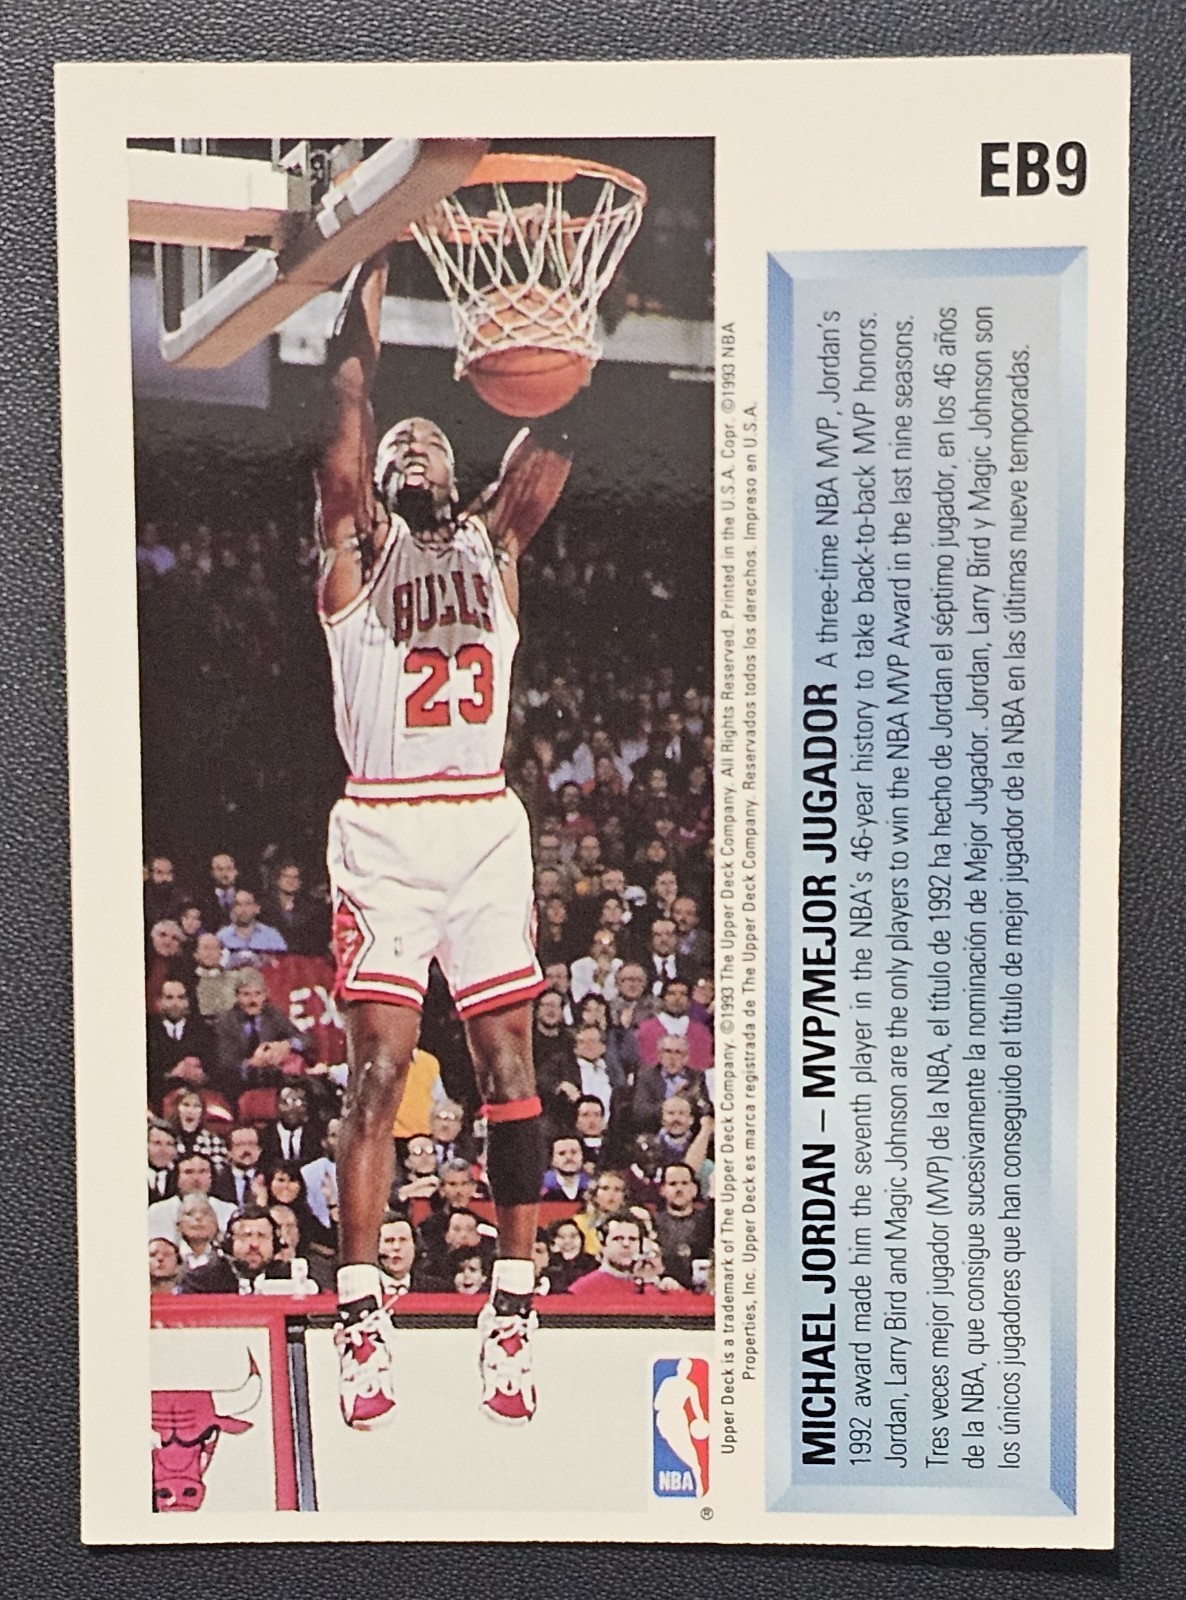 EB9
MICHAEL JORDAN – MVP/MEJOR JUGADOR A three-time NBA MVP, Jordan's
1992 award made him the seventh player in the NBA's 46-year history to take back-to-back MVP honors.
Jordan, Larry Bird and Magic Johnson are the only players to win the NBA MVP Award in the last nine seasons.
Tres veces mejor jugador (MVP) de la NBA, el título de 1992 ha hecho de Jordan el séptimo jugador, en los 46 años
de la NBA, que consigue sucesivamente la nominación de Mejor Jugador. Jordan, Larry Bird y Magic Johnson son
los únicos jugadores que han conseguido el título de mejor jugador de la NBA en las últimas nueve temporadas.
Upper Deck is a trademark of The Upper Deck Company. ©1993 The Upper Deck Company. All Rights Reserved. Printed in the U.S.A. Copr. ©1993 NBA
Properties, Inc. Upper Deck es marca registrada de The Upper Deck Company. Reservados todos los derechos. Impreso en U.S.A.
BULLS
23
EX
NBA
®